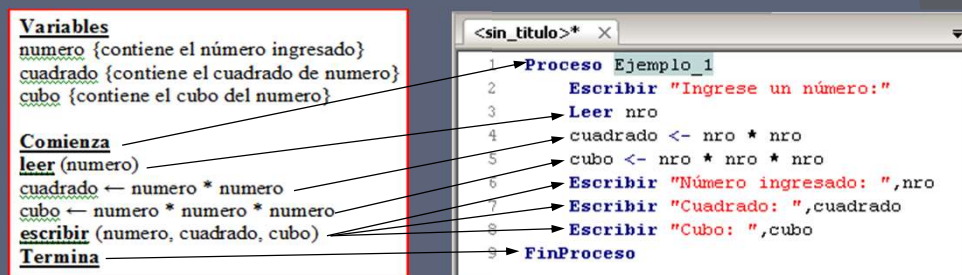 Variables
numero {contiene el número ingresado}
cuadrado {contiene el cuadrado de numero}
cubo {contiene el cubo del numero}
Comienza
leer (numero)
cuadrado ← numero * numero
cubo ← numero * numero * numero
escribir (numero, cuadrado, cubo)
Termina
<sin_titulo>* ×
1 Proceso Ejemplo_1
2 Escribir "Ingrese un número:"
3 Leer nro
4 cuadrado <- nro * nro
5 cubo <- nro * nro * nro
6 Escribir "Número ingresado: ",nro
7 Escribir "Cuadrado: ",cuadrado
8 Escribir "Cubo: ",cubo
9 FinProceso